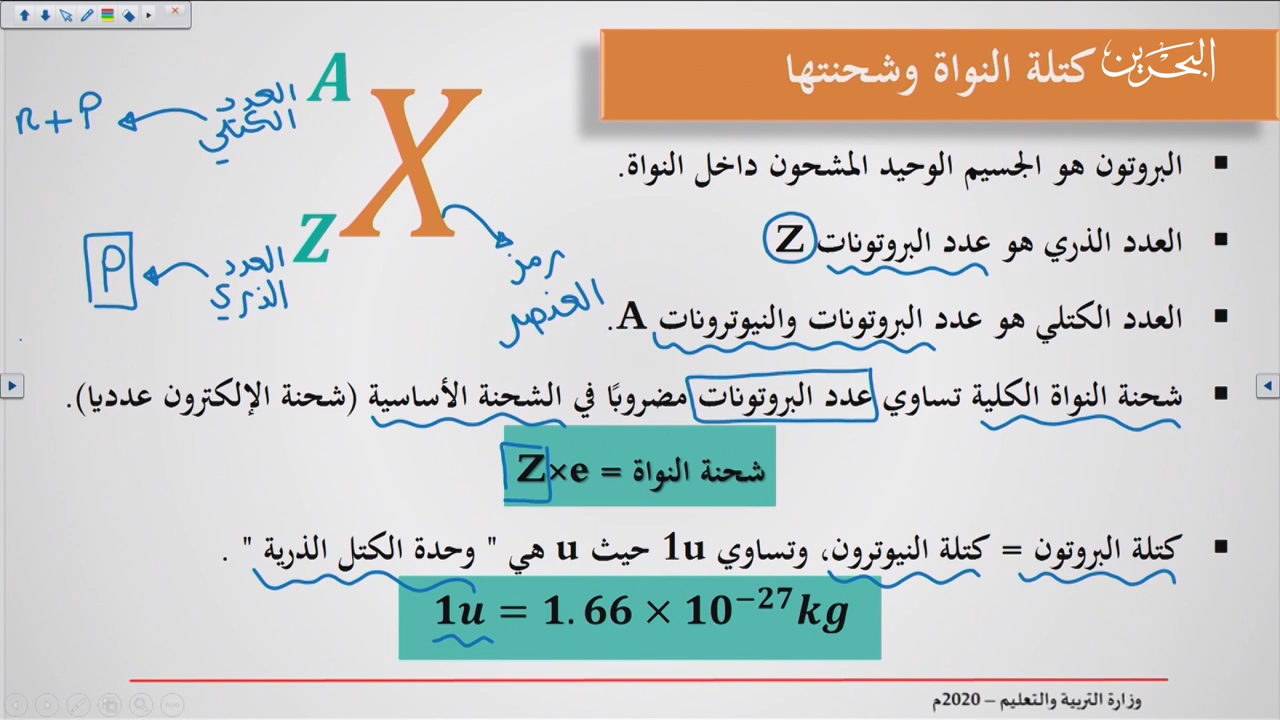 البحرين
كتلة النواة وشحنتها
A
X
Z
العدد
الكتلي
n+P
العدد
الذري
P
رمز
العنصر
البروتون هو الجسيم الوحيد المشحون داخل النواة.
العدد الذري هو عدد البروتونات Z
العدد الكتلي هو عدد البروتونات والنيوترونات A.
شحنة النواة الكلية تساوي عدد البروتونات مضروبًا في الشحنة الأساسية (شحنة الإلكترون عدديا).
شحنة النواة = Z×e
كتلة البروتون = كتلة النيوترون، وتساوي 1u حيث u هي " وحدة الكتل الذرية " .
1u = 1.66 × 10⁻²⁷ kg
وزارة التربية والتعليم – 2020م